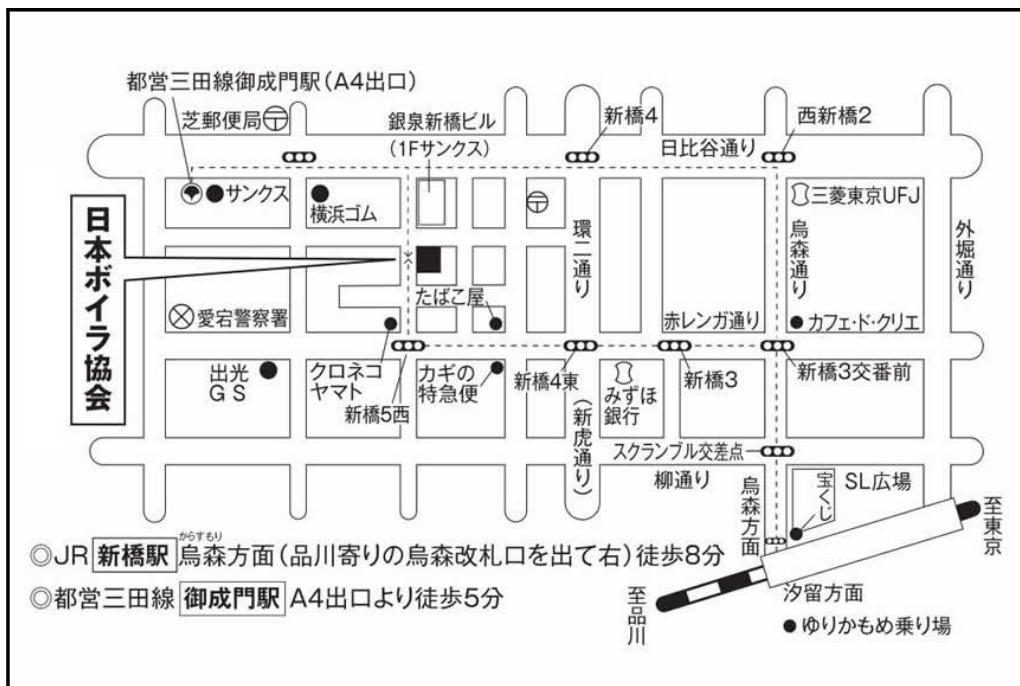 都営三田線御成門駅(A4出口)
芝郵便局
銀泉新橋ビル
(1Fサンクス)
新橋4
日比谷通り
西新橋2
サンクス
横浜ゴム
三菱東京UFJ
日本ボイラ協会
環二通り
烏森通り
外堀通り
たばこ屋
愛宕警察署
赤レンガ通り
カフェ・ド・クリエ
出光
GS
クロネコ
ヤマト
新橋5西
カギの
特急便
新橋4東
(新虎通り)
みずほ
銀行
新橋3
新橋3交番前
スクランブル交差点
柳通り
烏森方面
宝くじ
SL広場
至東京
からすもり
◎JR 新橋駅 烏森方面(品川寄りの烏森改札口を出て右)徒歩8分
◎都営三田線 御成門駅 A4出口より徒歩5分
至品川
汐留方面
●ゆりかもめ乗り場